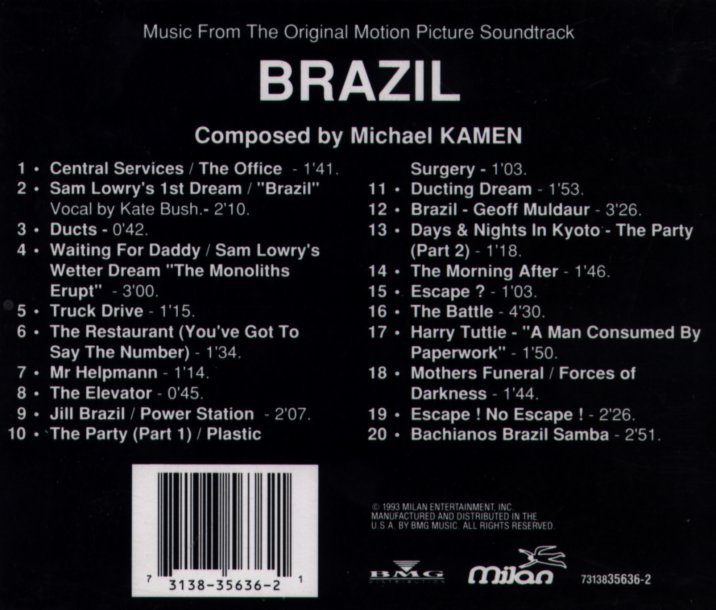 Music From The Original Motion Picture Soundtrack
BRAZIL
Composed by Michael KAMEN
1 • Central Services / The Office - 1'41.
2 • Sam Lowry's 1st Dream / "Brazil"
Vocal by Kate Bush.- 2'10.
3 • Ducts - 0'42.
4 • Waiting For Daddy / Sam Lowry's
Wetter Dream "The Monoliths
Erupt" - 3'00.
5 • Truck Drive - 1'15.
6 • The Restaurant (You've Got To
Say The Number) - 1'34.
7 • Mr Helpmann - 1'14.
8 • The Elevator - 0'45.
9 • Jill Brazil / Power Station - 2'07.
10 • The Party (Part 1) / Plastic
Surgery - 1'03.
11 • Ducting Dream - 1'53.
12 • Brazil - Geoff Muldaur - 3'26.
13 • Days & Nights In Kyoto - The Party
(Part 2) - 1'18.
14 • The Morning After - 1'46.
15 • Escape ? - 1'03.
16 • The Battle - 4'30.
17 • Harry Tuttle - "A Man Consumed By
Paperwork" - 1'50.
18 • Mothers Funeral / Forces of
Darkness - 1'44.
19 • Escape ! No Escape ! - 2'26.
20 • Bachianos Brazil Samba - 2'51.
7 3138-35636-2 1
© 1993 MILAN ENTERTAINMENT, INC.
MANUFACTURED AND DISTRIBUTED IN THE
U.S.A. BY BMG MUSIC. ALL RIGHTS RESERVED.
BMG
DISTRIBUTION
milan
7313835636-2